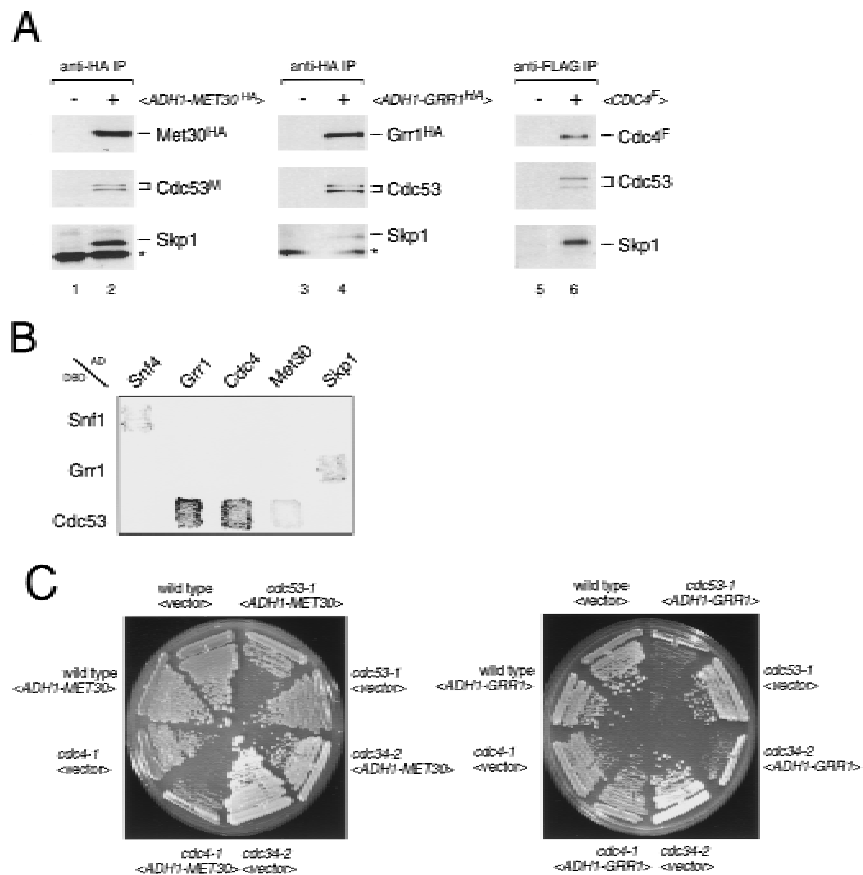 A
anti-HA IP
anti-HA IP
anti-FLAG IP
- + <ADH1-MET30 HA>
- + <ADH1-GRR1HA>
- + <CDC4F>
Met30HA
Grr1HA
Cdc4F
Cdc53M
Cdc53
Cdc53
Skp1
*
Skp1
*
Skp1
1 2 3 4 5 6
B
DBD AD
Snf4 Grr1 Cdc4 Met30 Skp1
Snf1
Grr1
Cdc53
C
wild type
<vector>
cdc53-1
<ADH1-MET30>
wild type
<ADH1-MET30>
cdc53-1
<vector>
cdc4-1
<vector>
cdc34-2
<ADH1-MET30>
cdc4-1
<ADH1-MET30>
cdc34-2
<vector>
wild type
<vector>
cdc53-1
<ADH1-GRR1>
wild type
<ADH1-GRR1>
cdc53-1
<vector>
cdc4-1
<vector>
cdc34-2
<ADH1-GRR1>
cdc4-1
<ADH1-GRR1>
cdc34-2
<vector>